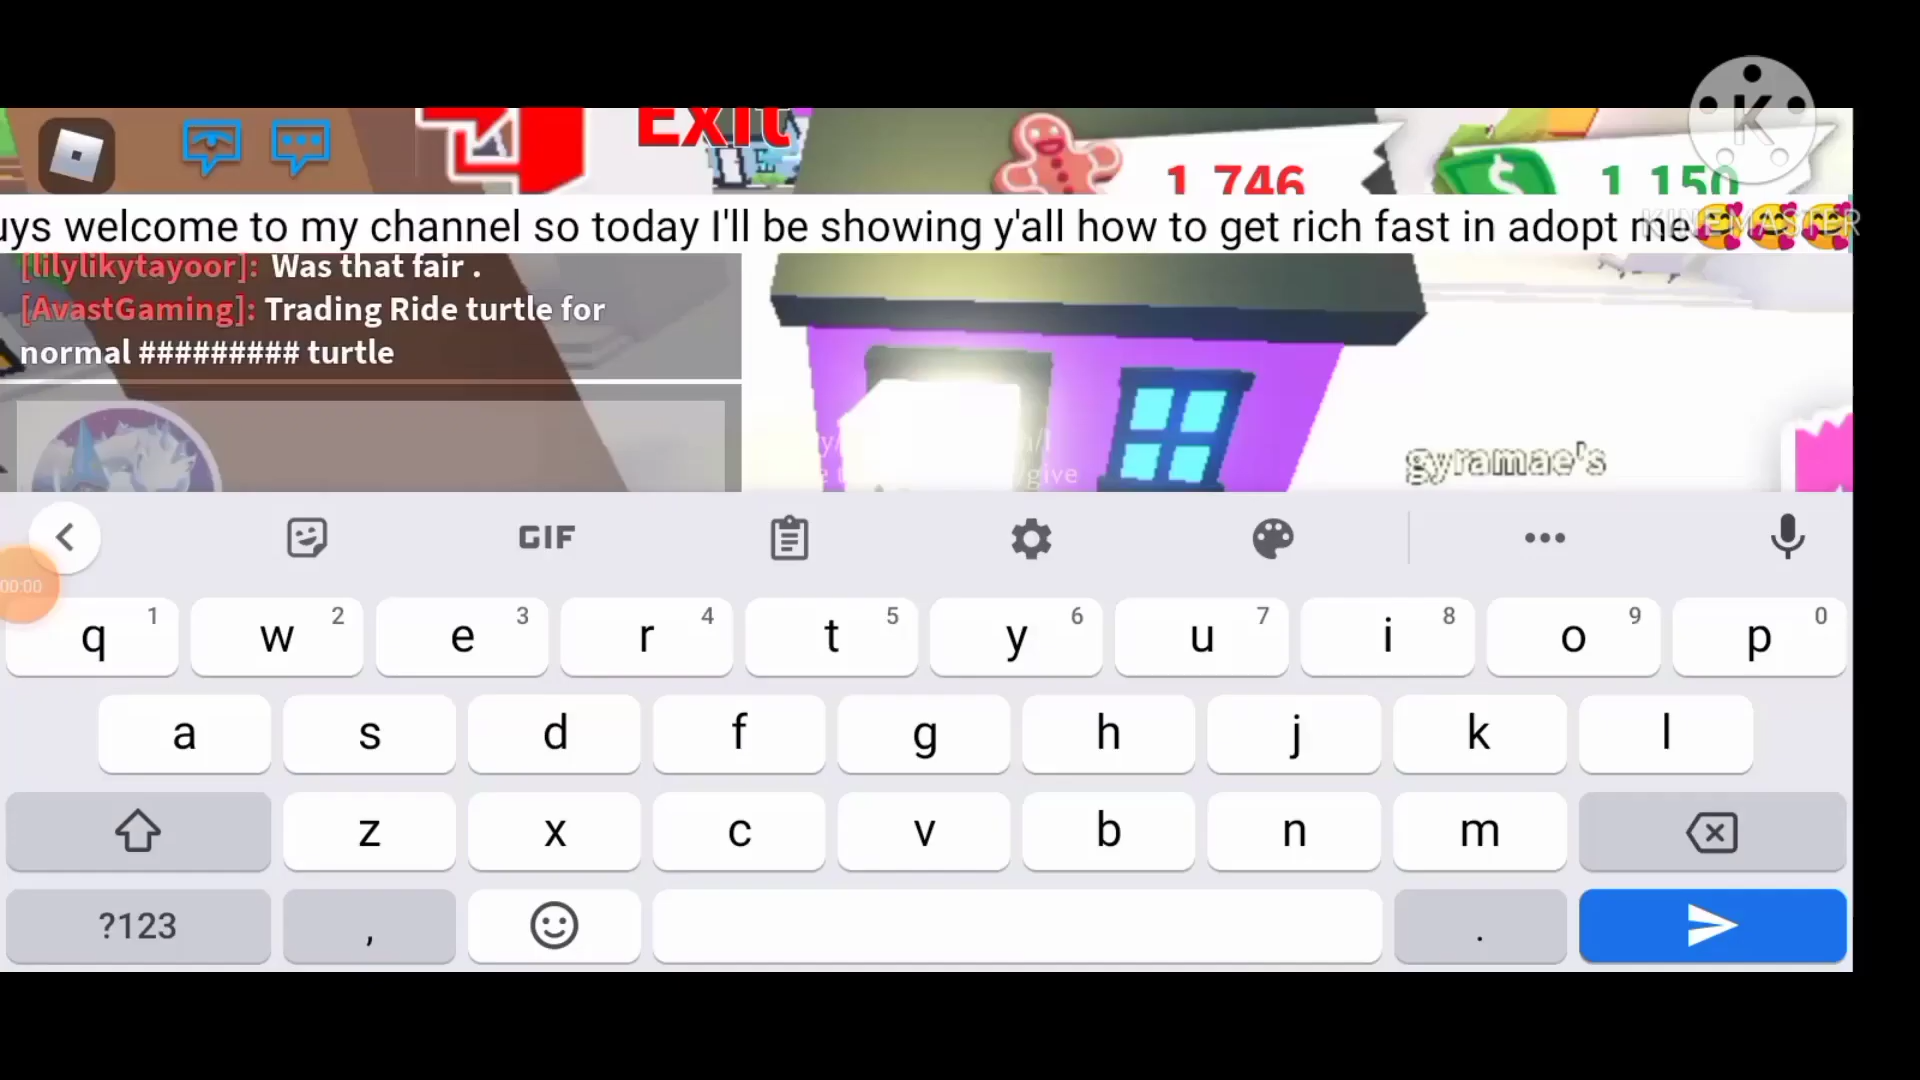 Exit
1,746
1,150
KINEMASTER
uys welcome to my channel so today I'll be showing y'all how to get rich fast in adopt me🥰🥰🥰
[lilylikytayoor]: Was that fair .
[AvastGaming]: Trading Ride turtle for
normal ######### turtle
gyramae's
give
GIF
00:00
q 1 w 2 e 3 r 4 t 5 y 6 u 7 i 8 o 9 p 0
a s d f g h j k l
z x c v b n m
?123 , .